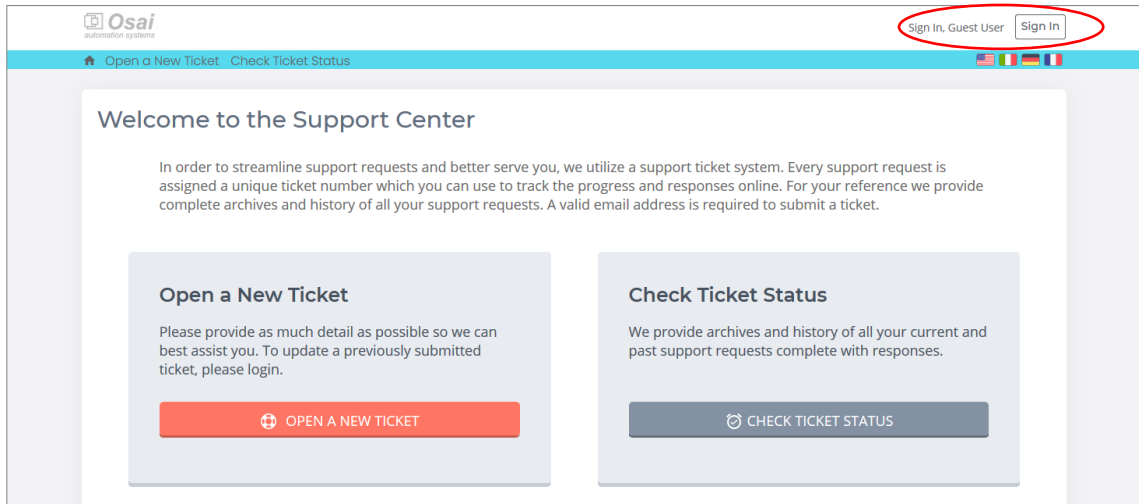 Osai
automation systems
Sign In, Guest User Sign In
Open a New Ticket Check Ticket Status
Welcome to the Support Center
In order to streamline support requests and better serve you, we utilize a support ticket system. Every support request is
assigned a unique ticket number which you can use to track the progress and responses online. For your reference we provide
complete archives and history of all your support requests. A valid email address is required to submit a ticket.
Open a New Ticket
Please provide as much detail as possible so we can
best assist you. To update a previously submitted
ticket, please login.
OPEN A NEW TICKET
Check Ticket Status
We provide archives and history of all your current and
past support requests complete with responses.
CHECK TICKET STATUS